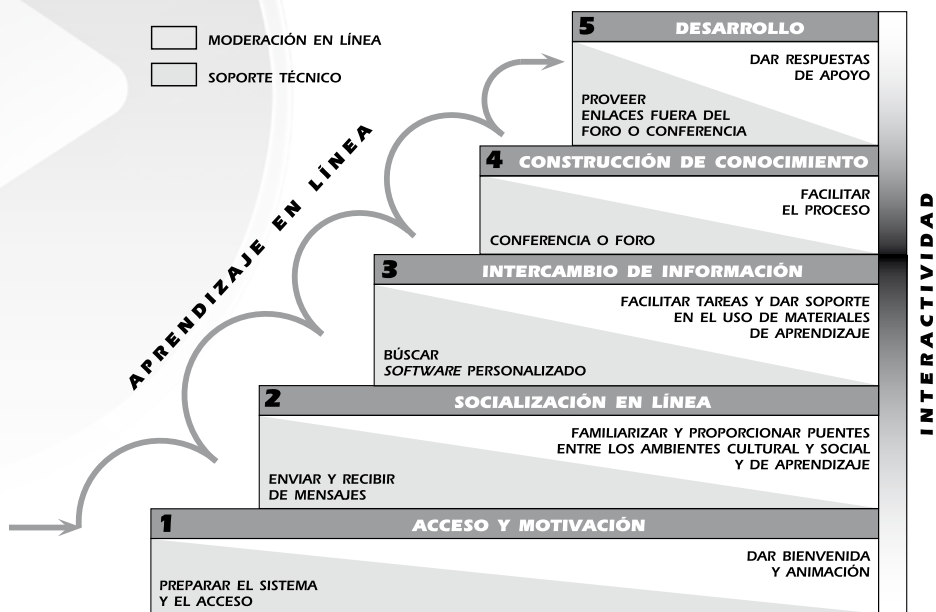 MODERACIÓN EN LÍNEA
SOPORTE TÉCNICO
APRENDIZAJE EN LÍNEA
5 DESARROLLO
DAR RESPUESTAS
DE APOYO
PROVEER
ENLACES FUERA DEL
FORO O CONFERENCIA
4 CONSTRUCCIÓN DE CONOCIMIENTO
FACILITAR
EL PROCESO
CONFERENCIA O FORO
3 INTERCAMBIO DE INFORMACIÓN
FACILITAR TAREAS Y DAR SOPORTE
EN EL USO DE MATERIALES
DE APRENDIZAJE
BÚSCAR
SOFTWARE PERSONALIZADO
2 SOCIALIZACIÓN EN LÍNEA
FAMILIARIZAR Y PROPORCIONAR PUENTES
ENTRE LOS AMBIENTES CULTURAL Y SOCIAL
Y DE APRENDIZAJE
ENVIAR Y RECIBIR
DE MENSAJES
1 ACCESO Y MOTIVACIÓN
DAR BIENVENIDA
Y ANIMACIÓN
PREPARAR EL SISTEMA
Y EL ACCESO
INTERACTIVIDAD